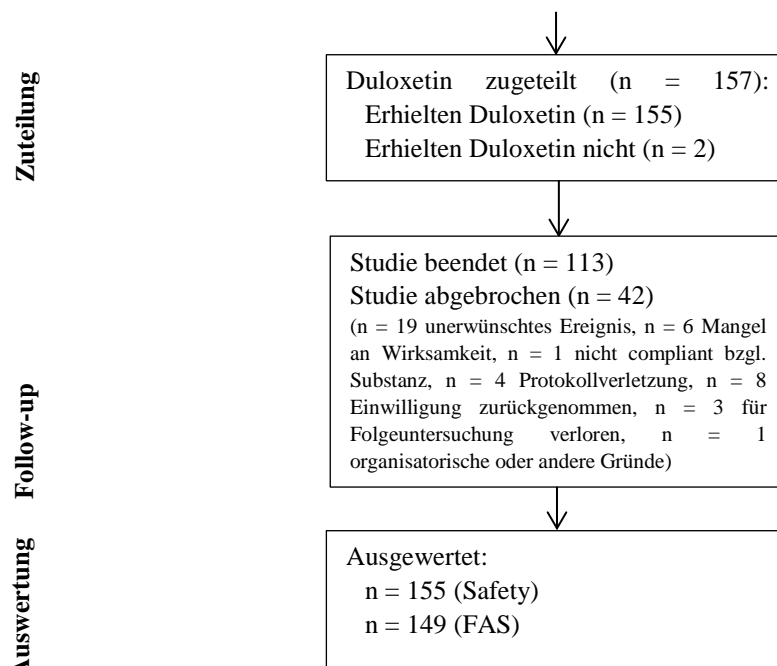 Zuteilung
Duloxetin zugeteilt (n = 157):
Erhielten Duloxetin (n = 155)
Erhielten Duloxetin nicht (n = 2)
Follow-up
Studie beendet (n = 113)
Studie abgebrochen (n = 42)
(n = 19 unerwünschtes Ereignis, n = 6 Mangel
an Wirksamkeit, n = 1 nicht compliant bzgl.
Substanz, n = 4 Protokollverletzung, n = 8
Einwilligung zurückgenommen, n = 3 für
Folgeuntersuchung verloren, n = 1
organisatorische oder andere Gründe)
Auswertung
Ausgewertet:
n = 155 (Safety)
n = 149 (FAS)